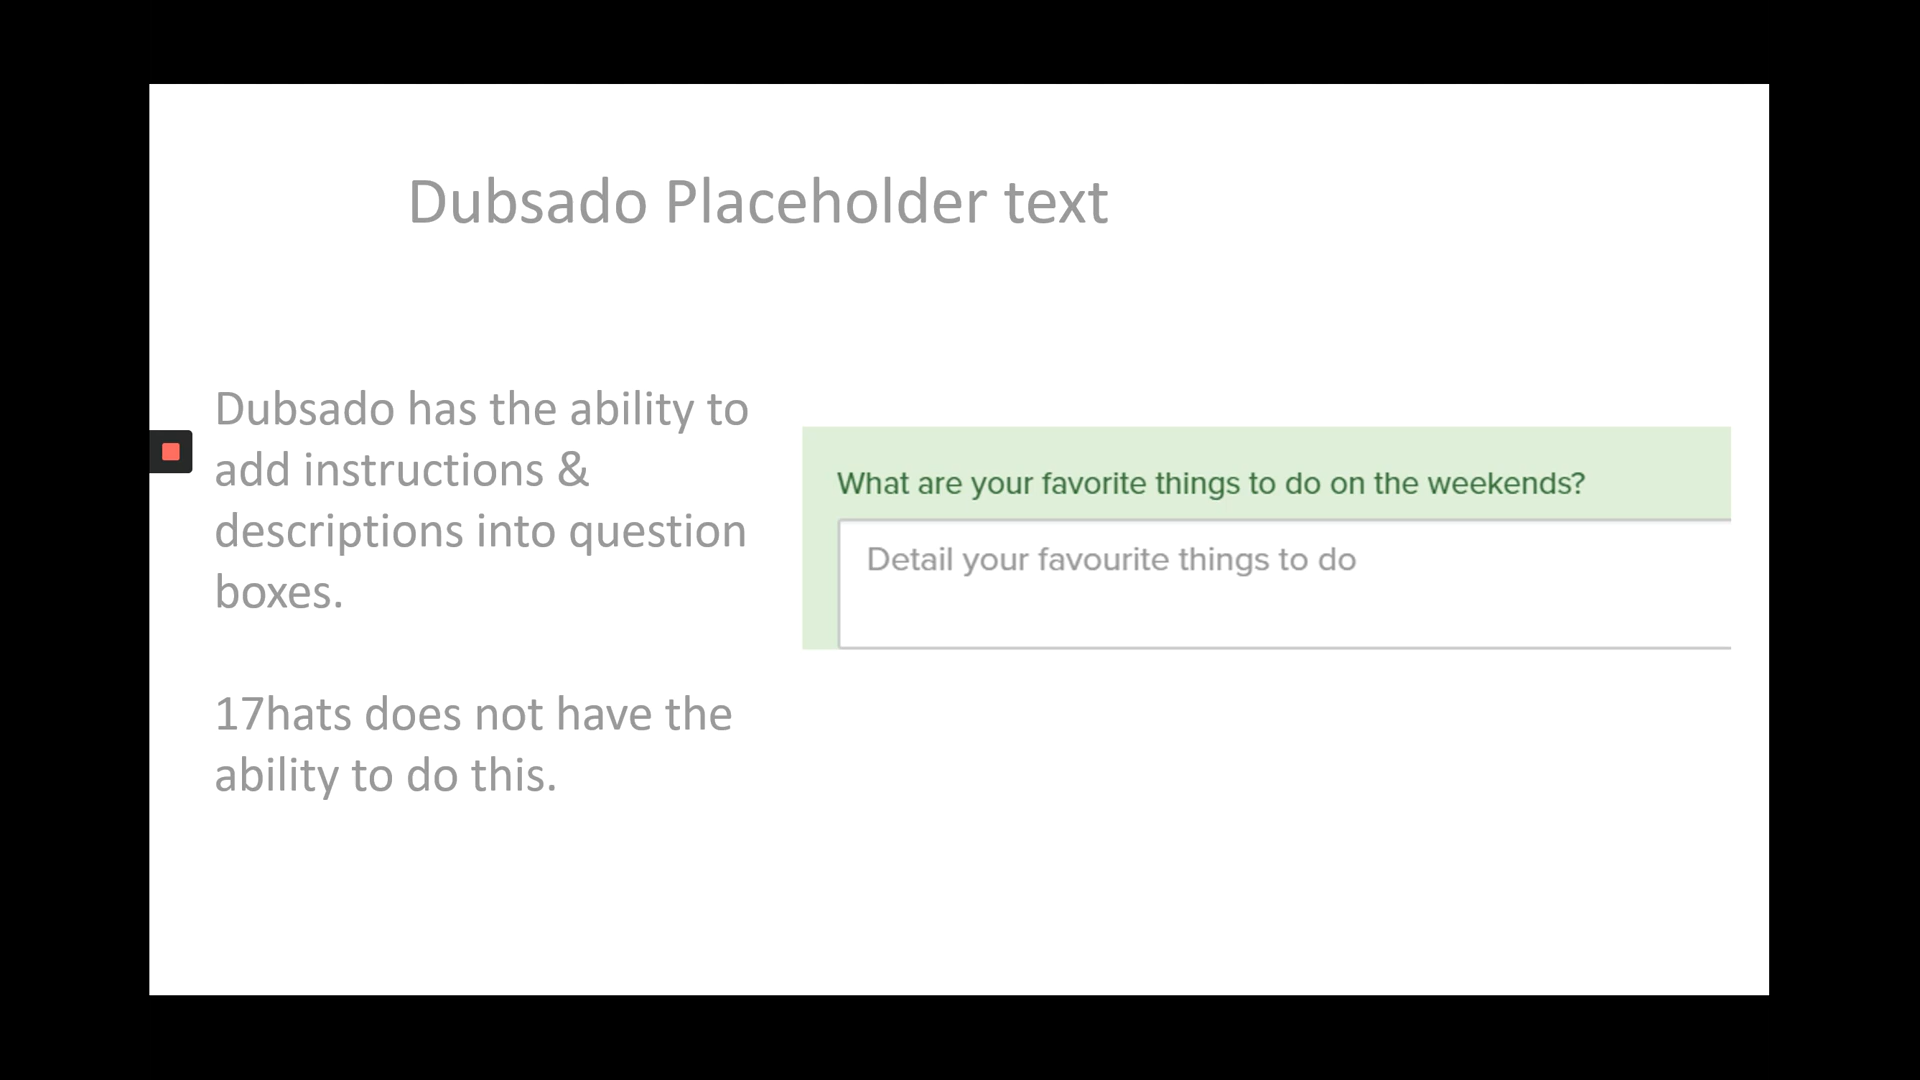 Dubsado Placeholder text
Dubsado has the ability to
add instructions &
descriptions into question
boxes.
17hats does not have the
ability to do this.
What are your favorite things to do on the weekends?
Detail your favourite things to do